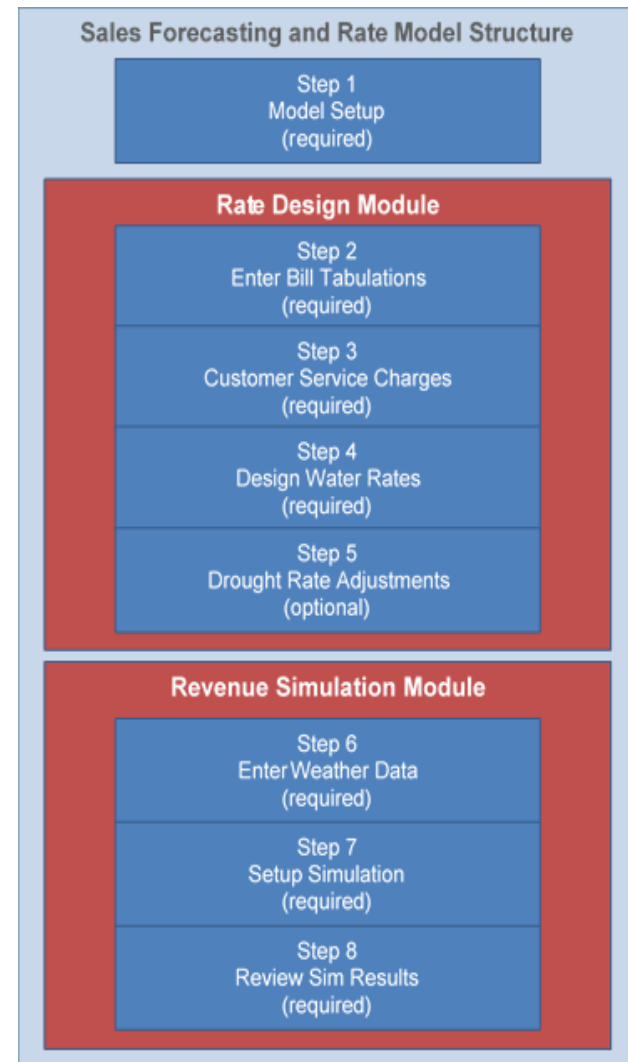 Sales Forecasting and Rate Model Structure
Step 1
Model Setup
(required)
Rate Design Module
Step 2
Enter Bill Tabulations
(required)
Step 3
Customer Service Charges
(required)
Step 4
Design Water Rates
(required)
Step 5
Drought Rate Adjustments
(optional)
Revenue Simulation Module
Step 6
Enter Weather Data
(required)
Step 7
Setup Simulation
(required)
Step 8
Review Sim Results
(required)